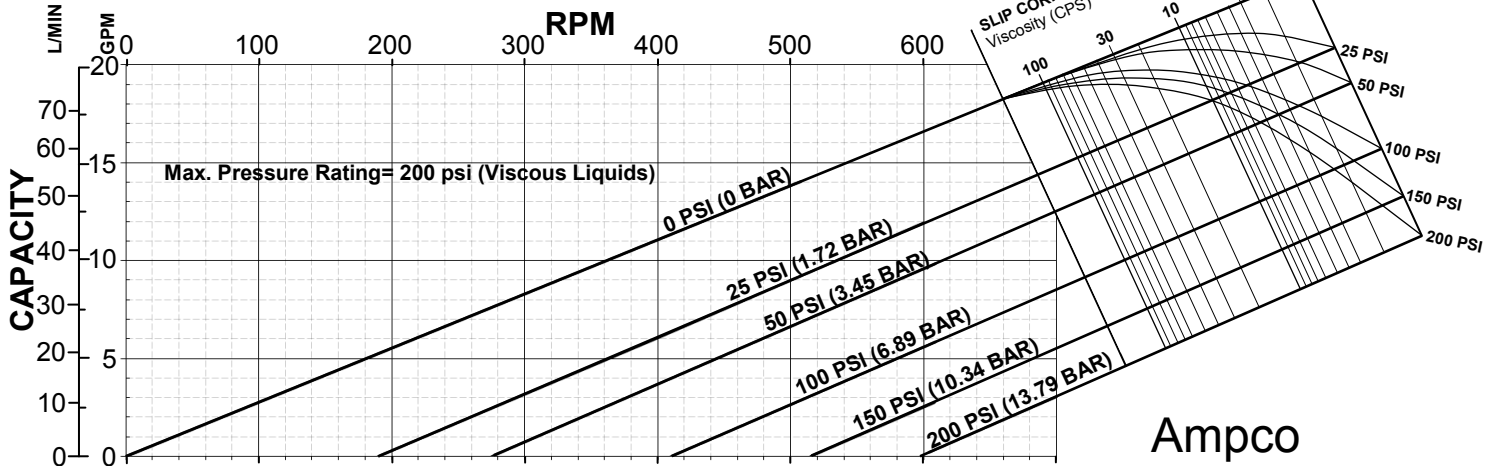 L/MIN
GPM
RPM
0 100 200 300 400 500 600
SLIP
Viscosity (CPS)
100 30 10
CAPACITY
70
60
50
40
30
20
10
0
20
15
10
5
0
Max. Pressure Rating= 200 psi (Viscous Liquids)
0 PSI (0 BAR)
25 PSI (1.72 BAR)
50 PSI (3.45 BAR)
100 PSI (6.89 BAR)
150 PSI (10.34 BAR)
200 PSI (13.79 BAR)
25 PSI
50 PSI
100 PSI
150 PSI
200 PSI
Ampco